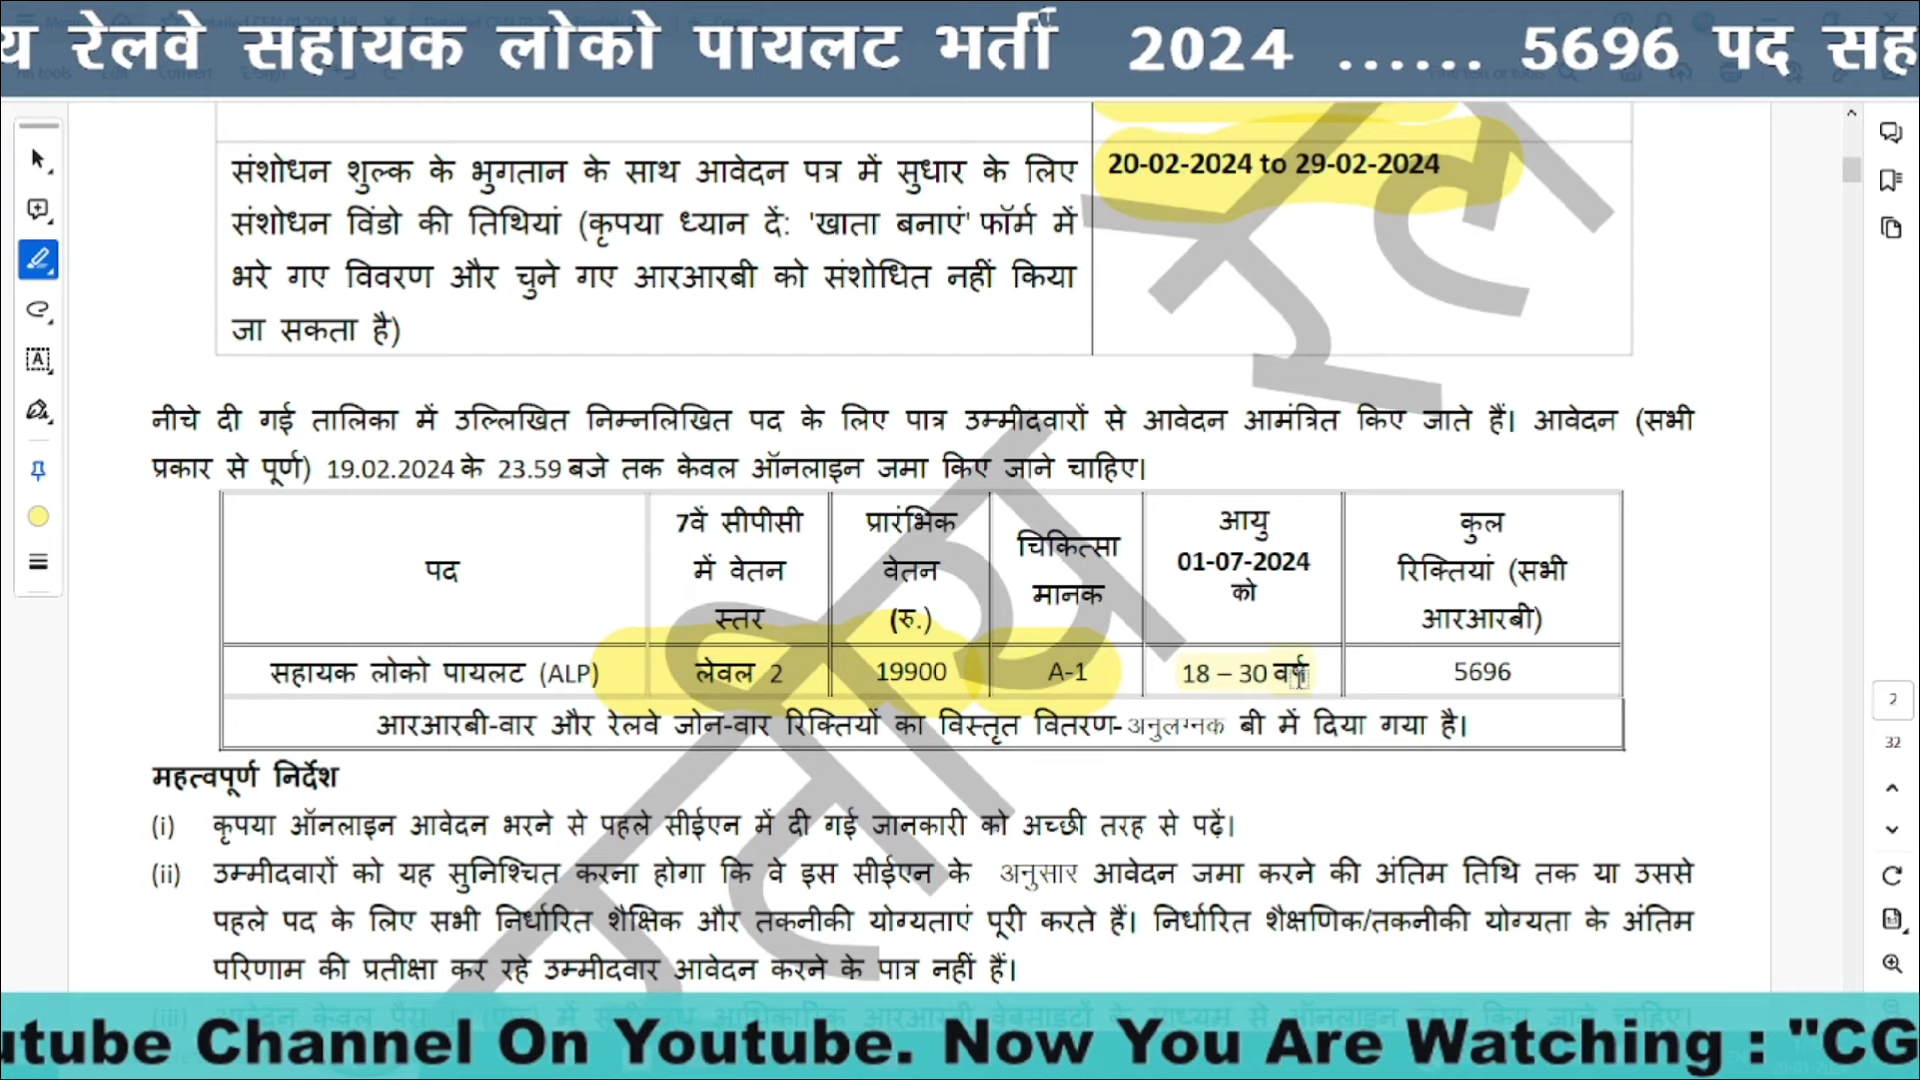 य रेलवे सहायक लोको पायलट भर्ती 2024 ...... 5696 पद सह
संशोधन शुल्क के भुगतान के साथ आवेदन पत्र में सुधार के लिए
संशोधन विंडो की तिथियां (कृपया ध्यान दें: 'खाता बनाएं' फॉर्म में
भरे गए विवरण और चुने गए आरआरबी को संशोधित नहीं किया
जा सकता है)
20-02-2024 to 29-02-2024
नीचे दी गई तालिका में उल्लिखित निम्नलिखित पद के लिए पात्र उम्मीदवारों से आवेदन आमंत्रित किए जाते हैं। आवेदन (सभी
प्रकार से पूर्ण) 19.02.2024 के 23.59 बजे तक केवल ऑनलाइन जमा किए जाने चाहिए।
पद
7वें सीपीसी
में वेतन
स्तर
प्रारंभिक
वेतन
(रु.)
चिकित्सा
मानक
आयु
01-07-2024
को
कुल
रिक्तियां (सभी
आरआरबी)
सहायक लोको पायलट (ALP)
लेवल 2
19900
A-1
18 – 30 वर्ष
5696
आरआरबी-वार और रेलवे जोन-वार रिक्तियों का विस्तृत वितरण- अनुलग्नक बी में दिया गया है।
महत्वपूर्ण निर्देश
(i) कृपया ऑनलाइन आवेदन भरने से पहले सीईएन में दी गई जानकारी को अच्छी तरह से पढ़ें।
(ii) उम्मीदवारों को यह सुनिश्चित करना होगा कि वे इस सीईएन के अनुसार आवेदन जमा करने की अंतिम तिथि तक या उससे
पहले पद के लिए सभी निर्धारित शैक्षिक और तकनीकी योग्यताएं पूरी करते हैं। निर्धारित शैक्षणिक/तकनीकी योग्यता के अंतिम
परिणाम की प्रतीक्षा कर रहे उम्मीदवार आवेदन करने के पात्र नहीं हैं।
2
32
utube Channel On Youtube. Now You Are Watching : "CG